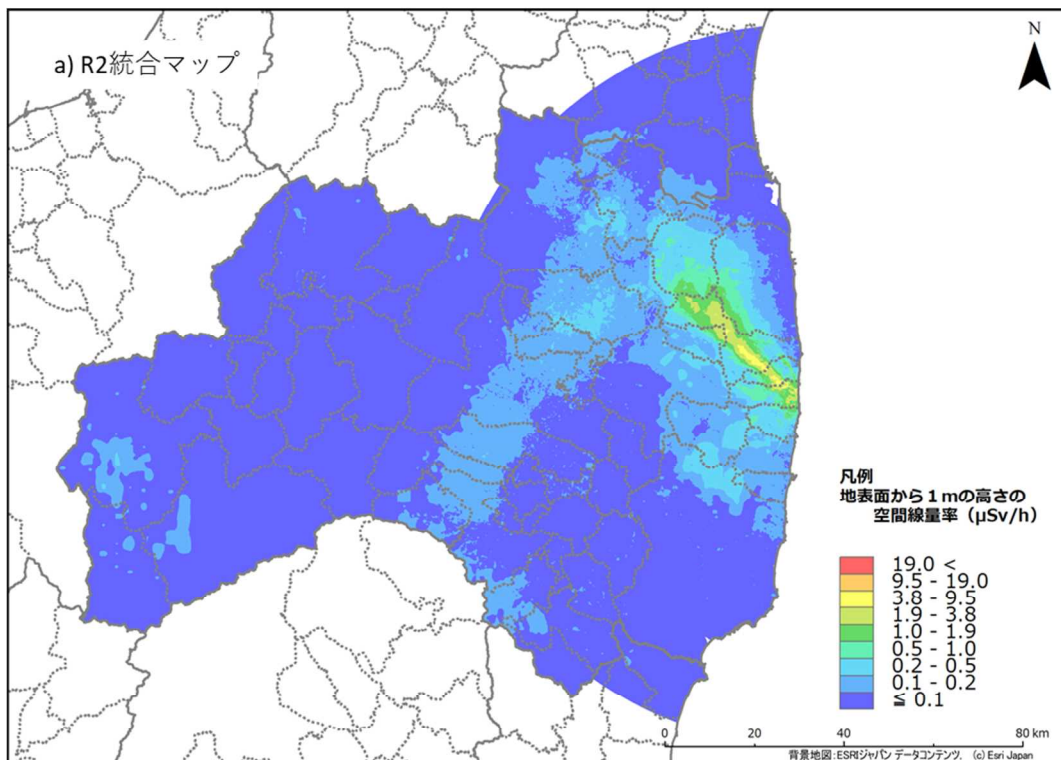 a) R2統合マップ
N
凡例
地表面から1mの高さの
空間線量率(μSv/h)
19.0 <
9.5 - 19.0
3.8 - 9.5
1.9 - 3.8
1.0 - 1.9
0.5 - 1.0
0.2 - 0.5
0.1 - 0.2
≦ 0.1
0 20 40 80 km
背景地図:ESRIジャパン データコンテンツ, (c) Esri Japan